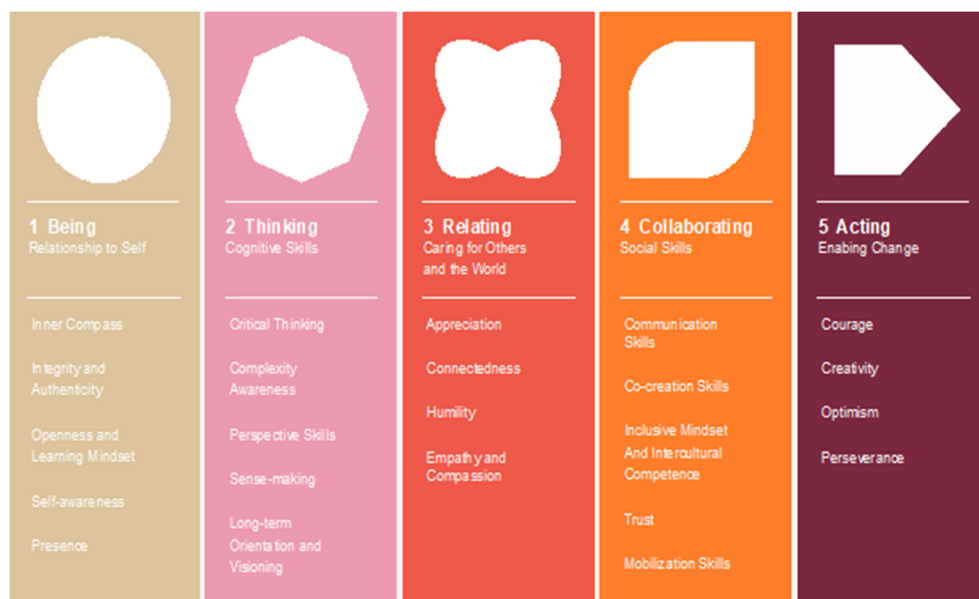 1 Being
Relationship to Self
Inner Compass
Integrity and
Authenticity
Openness and
Learning Mindset
Self-awareness
Presence
2 Thinking
Cognitive Skills
Critical Thinking
Complexity
Awareness
Perspective Skills
Sense-making
Long-term
Orientation and
Visioning
3 Relating
Caring for Others
and the World
Appreciation
Connectedness
Humility
Empathy and
Compassion
4 Collaborating
Social Skills
Communication
Skills
Co-creation Skills
Inclusive Mindset
And Intercultural
Competence
Trust
Mobilization Skills
5 Acting
Enabing Change
Courage
Creativity
Optimism
Perseverance